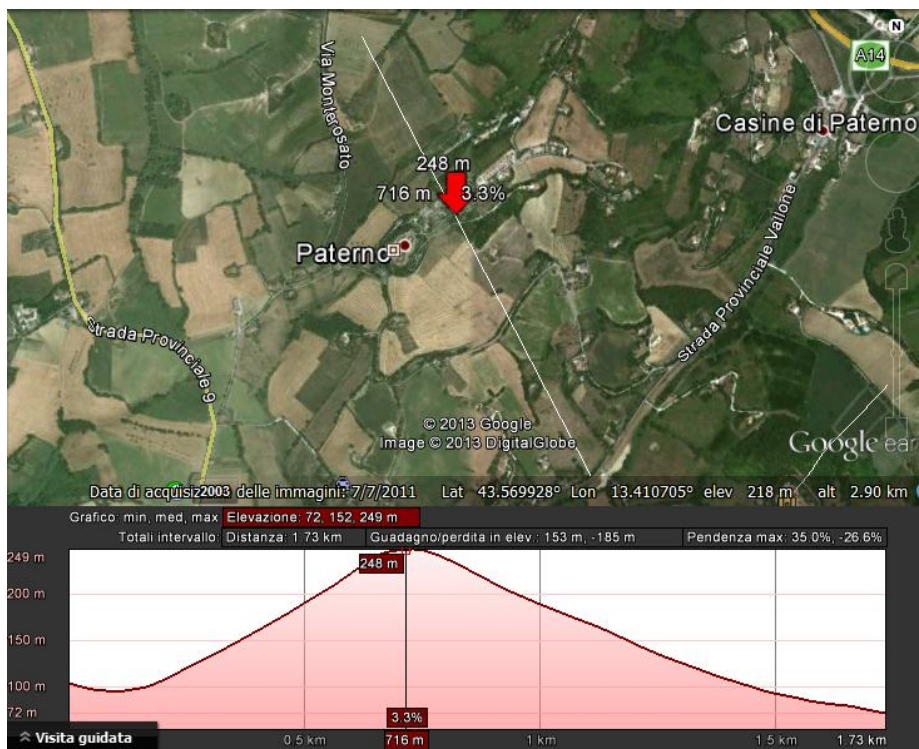 N
A14
Via Monterosato
Casine di Paterno
248 m
716 m 3.3%
Paterno
Strada Provinciale Vallone
Strada Provinciale 9
© 2013 Google
Image © 2013 DigitalGlobe
Google ear
2003
Data di acquisiz delle immagini: 7/7/2011 Lat 43.569928° Lon 13.410705° elev 218 m alt 2.90 km
Grafico: min, med, max Elevazione: 72, 152, 249 m
Totali intervallo: Distanza: 1.73 km Guadagno/perdita in elev.: 153 m, -185 m Pendenza max: 35.0%, -26.6%
249 m
248 m
200 m
150 m
100 m
72 m
3.3%
Visita guidata
0.5 km 716 m 1 km 1.5 km 1.73 km